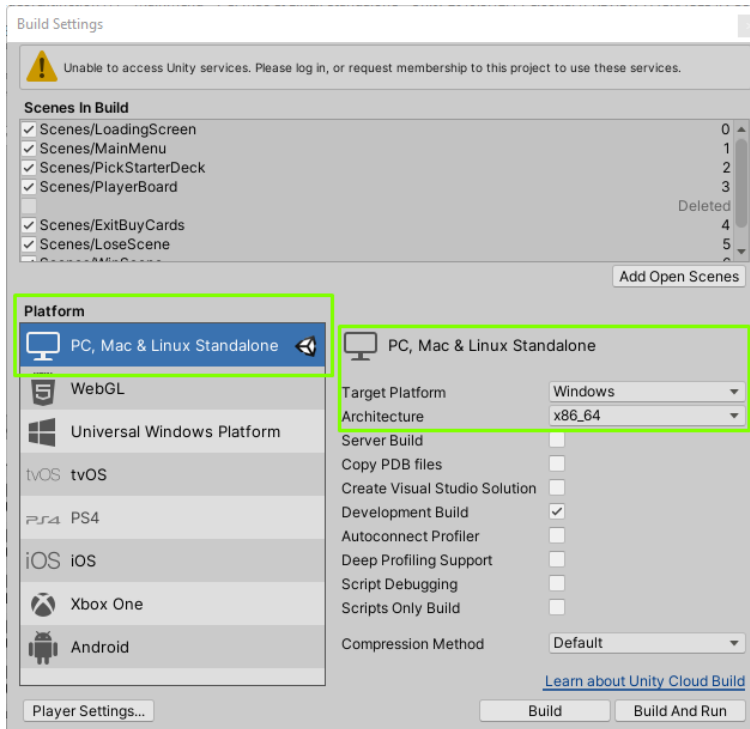 Build Settings
Unable to access Unity services. Please log in, or request membership to this project to use these services.
Scenes In Build
Scenes/LoadingScreen 0
Scenes/MainMenu 1
Scenes/PickStarterDeck 2
Scenes/PlayerBoard 3
Deleted
Scenes/ExitBuyCards 4
Scenes/LoseScene 5
Add Open Scenes
Platform
PC, Mac & Linux Standalone
WebGL
Universal Windows Platform
tvOS tvOS
PS4 PS4
iOS iOS
Xbox One
Android
PC, Mac & Linux Standalone
Target Platform Windows
Architecture x86_64
Server Build
Copy PDB files
Create Visual Studio Solution
Development Build
Autoconnect Profiler
Deep Profiling Support
Script Debugging
Scripts Only Build
Compression Method Default
Learn about Unity Cloud Build
Player Settings...
Build
Build And Run